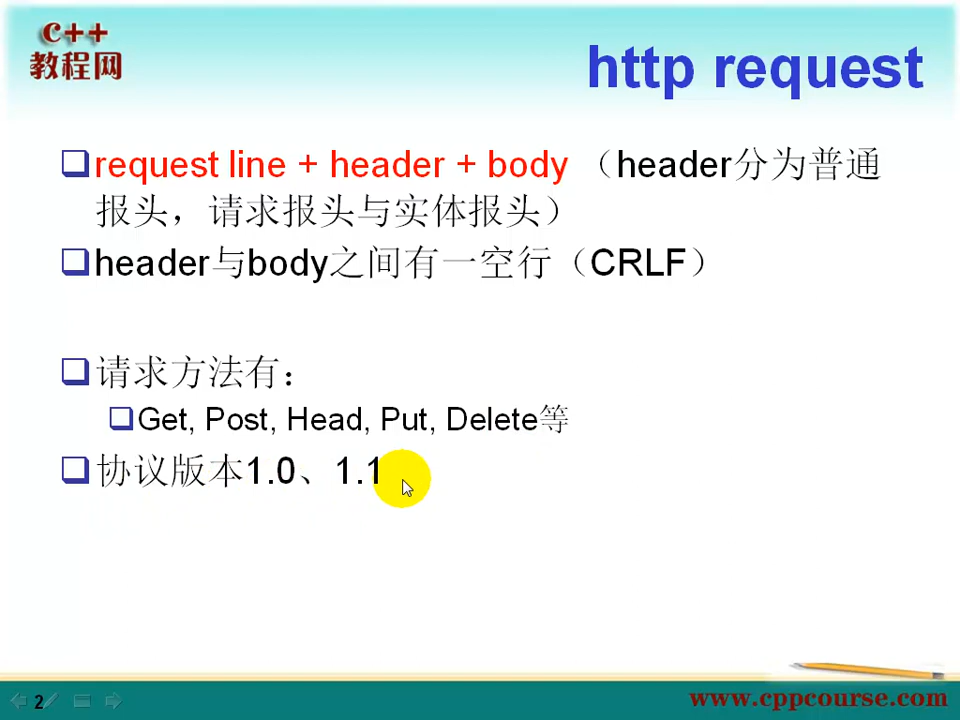 C++
教程网
http request
request line + header + body （header分为普通
报头，请求报头与实体报头）
header与body之间有一空行（CRLF）
请求方法有：
Get, Post, Head, Put, Delete等
协议版本1.0、1.1
2
www.cppcourse.com